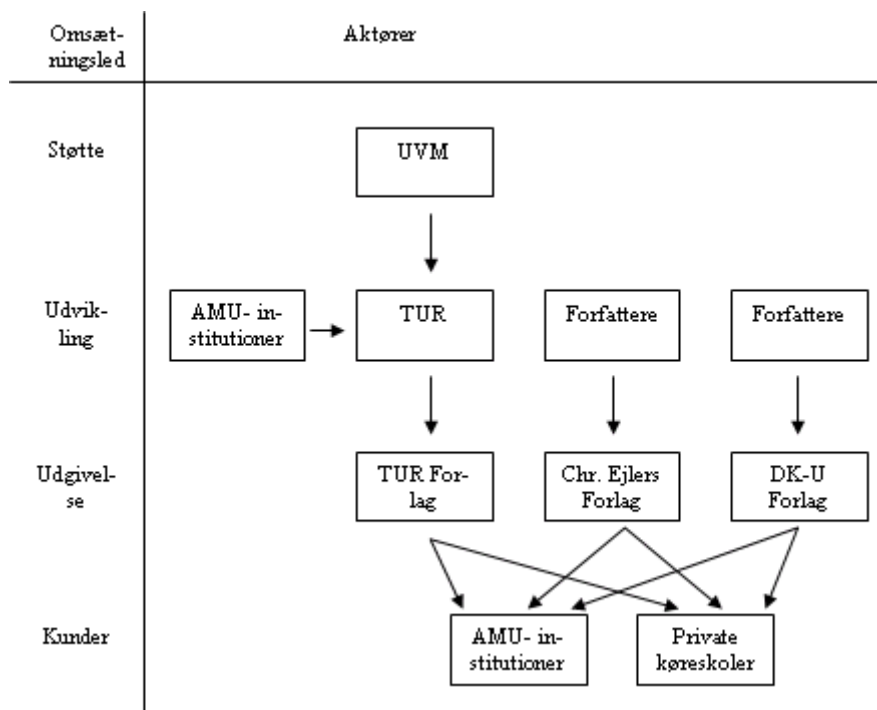 Omsæt-
ningsled
Aktører
Støtte
UVM
Udvik-
ling
AMU- in-
stitutioner
TUR
Forfattere
Forfattere
Udgivel-
se
TUR For-
lag
Chr. Ejlers
Forlag
DK-U
Forlag
Kunder
AMU- in-
stitutioner
Private
køreskoler